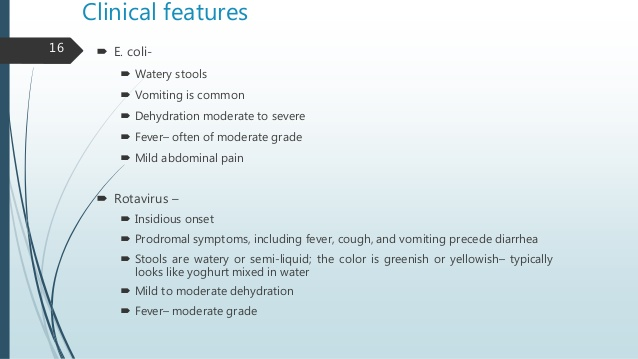 Clinical features
16
E. coli-
Watery stools
Vomiting is common
Dehydration moderate to severe
Fever– often of moderate grade
Mild abdominal pain
Rotavirus –
Insidious onset
Prodromal symptoms, including fever, cough, and vomiting precede diarrhea
Stools are watery or semi-liquid; the color is greenish or yellowish– typically
looks like yoghurt mixed in water
Mild to moderate dehydration
Fever– moderate grade